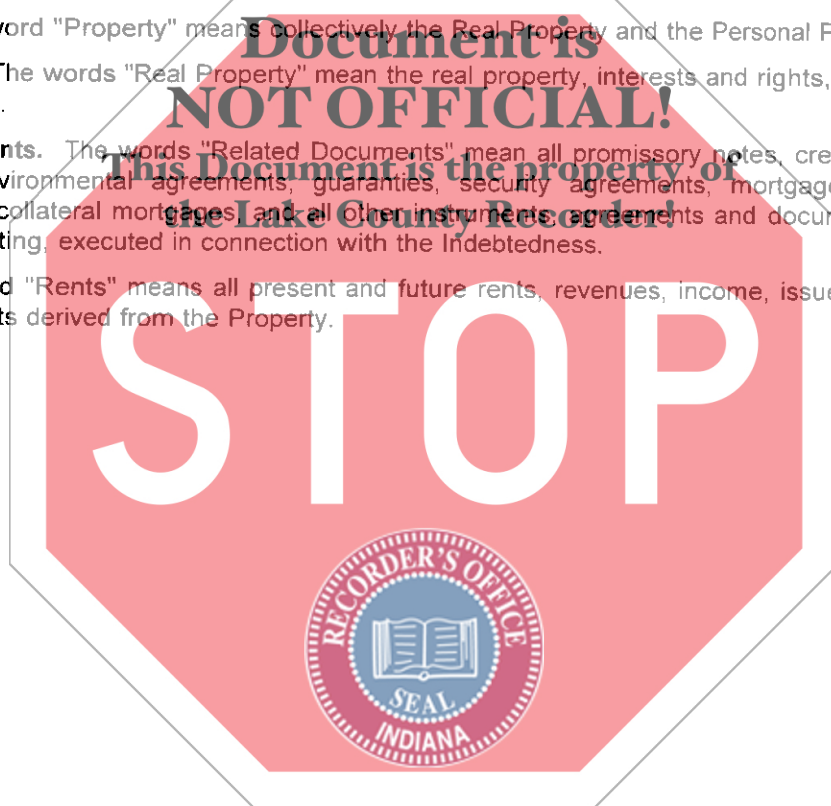 word "Property" means collectively the Real Property and the Personal P
Document is
The words "Real Property" mean the real property, interests and rights,
NOT OFFICIAL!
nts. The words "Related Documents" mean all promissory notes, cre
This Document is the property of
vironmental agreements, guaranties, security agreements, mortgage
the Lake County Recorder!
collateral mortgages, and all other instruments, agreements and docu
ting, executed in connection with the Indebtedness.
d "Rents" means all present and future rents, revenues, income, issue
ts derived from the Property.
STOP
RECORDER'S OFFICE
SEAL
INDIANA